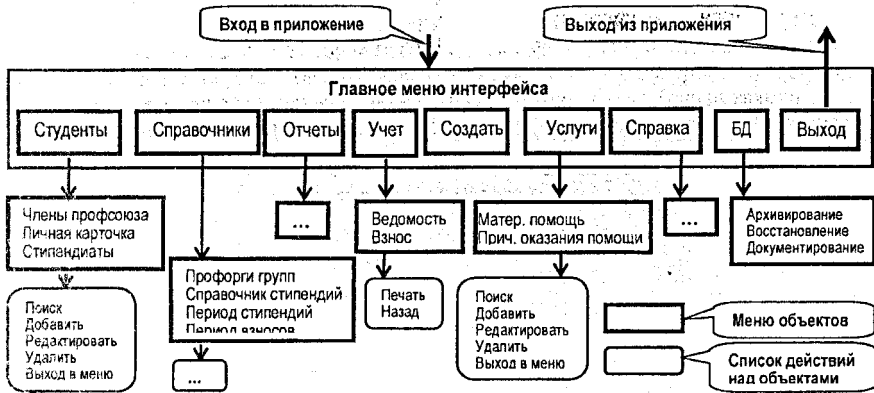 Вход в приложение
Выход из приложения
Главное меню интерфейса
Студенты
Справочники
Отчеты
Учет
Создать
Услуги
Справка
БД
Выход
Члены профсоюза
Личная карточка
Стипендиаты
...
Ведомость
Взнос
Матер. помощь
Прич. оказания помощи
...
Архивирование
Восстановление
Документирование
Профорги групп
Справочник стипендий
Период стипендий
Период взносов
Поиск
Добавить
Редактировать
Удалить
Выход в меню
...
Печать
Назад
Поиск
Добавить
Редактировать
Удалить
Выход в меню
Меню объектов
Список действий
над объектами